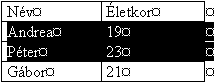 Név¤ Életkor¤ ¤
Andrea¤ 19¤ ¤
Péter¤ 23¤ ¤
Gábor¤ 21¤ ¤